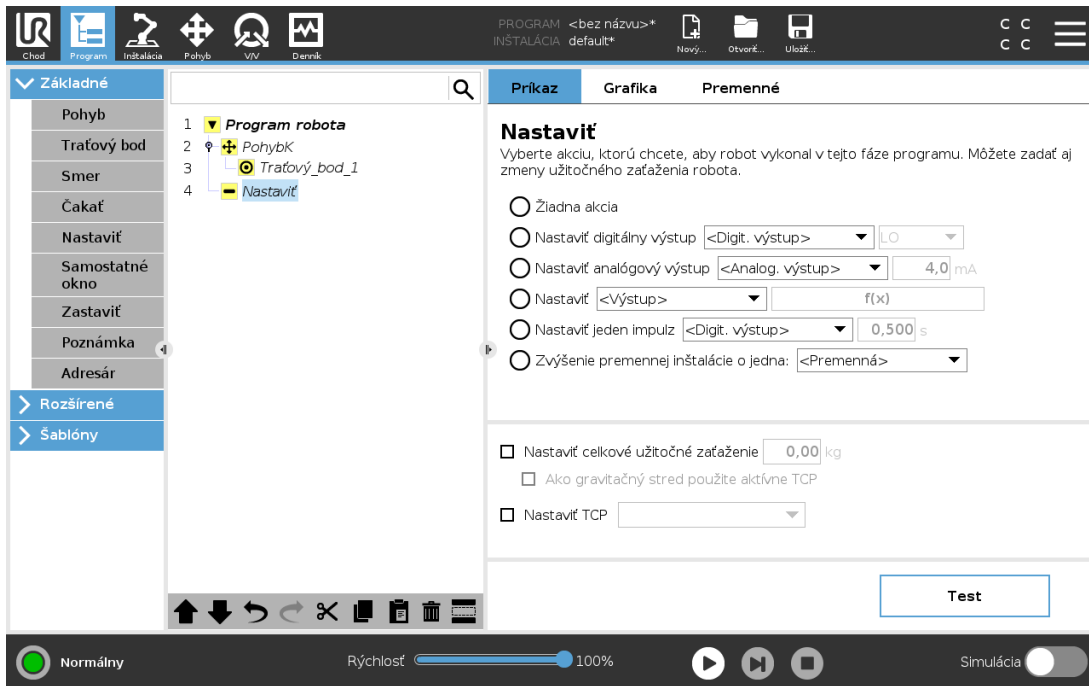 UR
Chod
Program
Inštalácia
Pohyb
V/V
Denník
PROGRAM <bez názvu>*
INŠTALÁCIA default*
Nový...
Otvoriť...
Uložiť...
C C
C C
Základné
Pohyb
Traťový bod
Smer
Čakať
Nastaviť
Samostatné
okno
Zastaviť
Poznámka
Adresár
Rozšírené
Šablóny
1 Program robota
2 PohybK
3 Traťový_bod_1
4 Nastaviť
Príkaz Grafika Premenné
Nastaviť
Vyberte akciu, ktorú chcete, aby robot vykonal v tejto fáze programu. Môžete zadať aj
zmeny užitočného zaťaženia robota.
Žiadna akcia
Nastaviť digitálny výstup <Digit. výstup> LO
Nastaviť analógový výstup <Analog. výstup> 4,0 mA
Nastaviť <Výstup> f(x)
Nastaviť jeden impulz <Digit. výstup> 0,500 s
Zvýšenie premennej inštalácie o jedna: <Premenná>
Nastaviť celkové užitočné zaťaženie 0,00 kg
Ako gravitačný stred použite aktívne TCP
Nastaviť TCP
Test
Normálny
Rýchlosť 100%
Simulácia